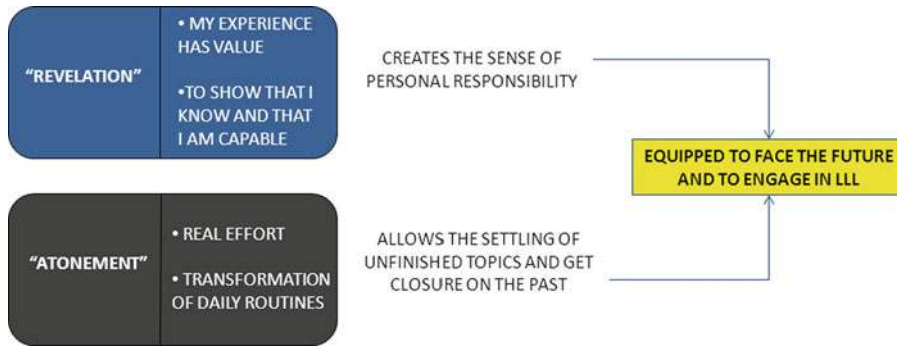 “REVELATION”
• MY EXPERIENCE
HAS VALUE
•TO SHOW THAT I
KNOW AND THAT
I AM CAPABLE
CREATES THE SENSE OF
PERSONAL RESPONSIBILITY
EQUIPPED TO FACE THE FUTURE
AND TO ENGAGE IN LLL
“ATONEMENT”
• REAL EFFORT
• TRANSFORMATION
OF DAILY ROUTINES
ALLOWS THE SETTLING OF
UNFINISHED TOPICS AND GET
CLOSURE ON THE PAST